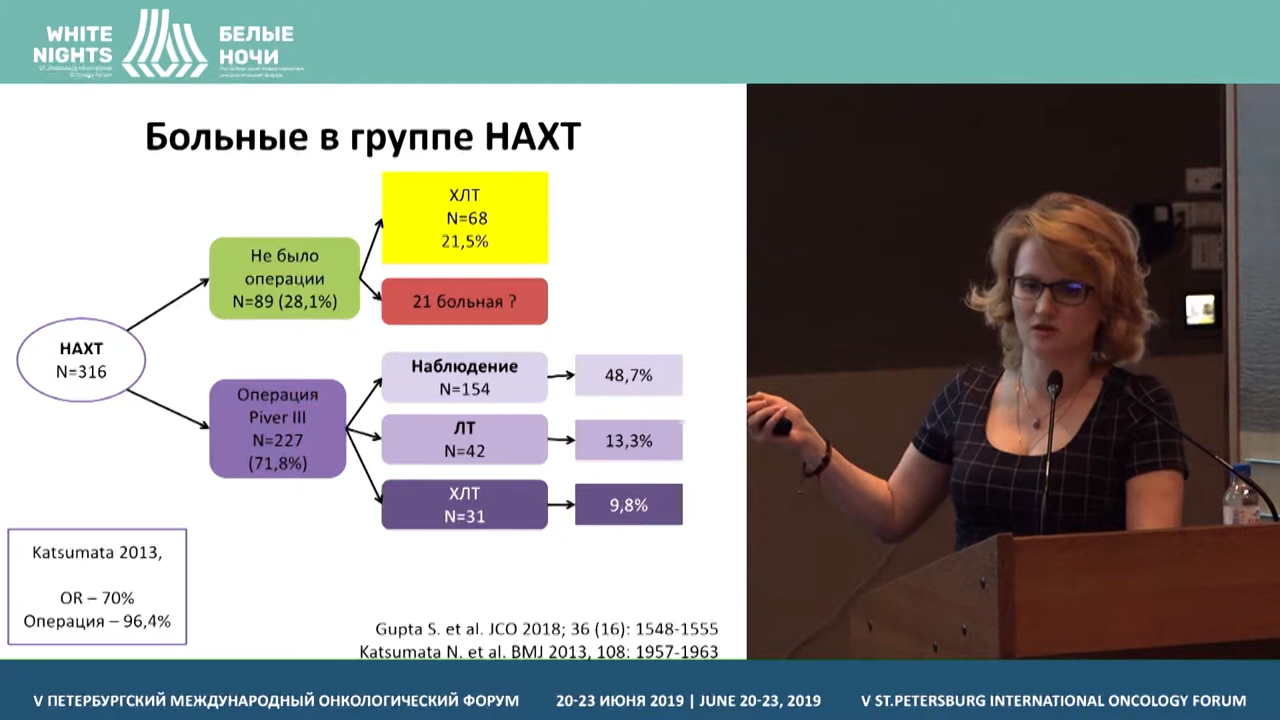 WHITE
NIGHTS
БЕЛЫЕ
НОЧИ
Больные в группе НАХТ
ХЛТ
N=68
21,5%
Не было
операции
N=89 (28,1%)
21 больная ?
НАХТ
N=316
Наблюдение
N=154
48,7%
Операция
Piver III
N=227
(71,8%)
ЛТ
N=42
13,3%
ХЛТ
N=31
9,8%
Katsumata 2013,
OR – 70%
Операция – 96,4%
Gupta S. et al. JCO 2018; 36 (16): 1548-1555
Katsumata N. et al. BMJ 2013, 108: 1957-1963
V ПЕТЕРБУРГСКИЙ МЕЖДУНАРОДНЫЙ ОНКОЛОГИЧЕСКИЙ ФОРУМ
20-23 ИЮНЯ 2019 | JUNE 20-23, 2019
V ST.PETERSBURG INTERNATIONAL ONCOLOGY FORUM